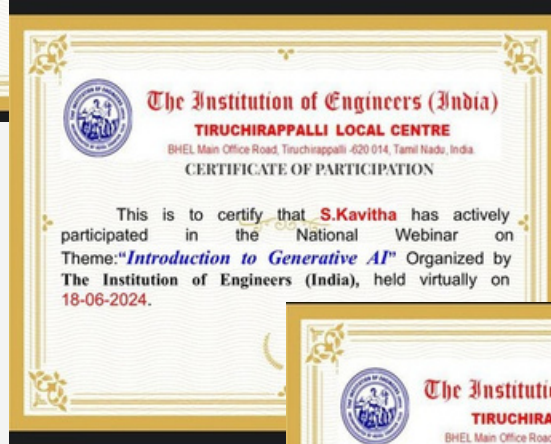 The Institution of Engineers (India)
TIRUCHIRAPPALLI LOCAL CENTRE
BHEL Main Office Road, Tiruchirappalli -620 014, Tamil Nadu, India.
CERTIFICATE OF PARTICIPATION
This is to certify that S.Kavitha has actively
participated in the National Webinar on
Theme:"Introduction to Generative AI" Organized by
The Institution of Engineers (India), held virtually on
18-06-2024.
The Institutio
TIRUCHIRA
BHEL Main Office Road